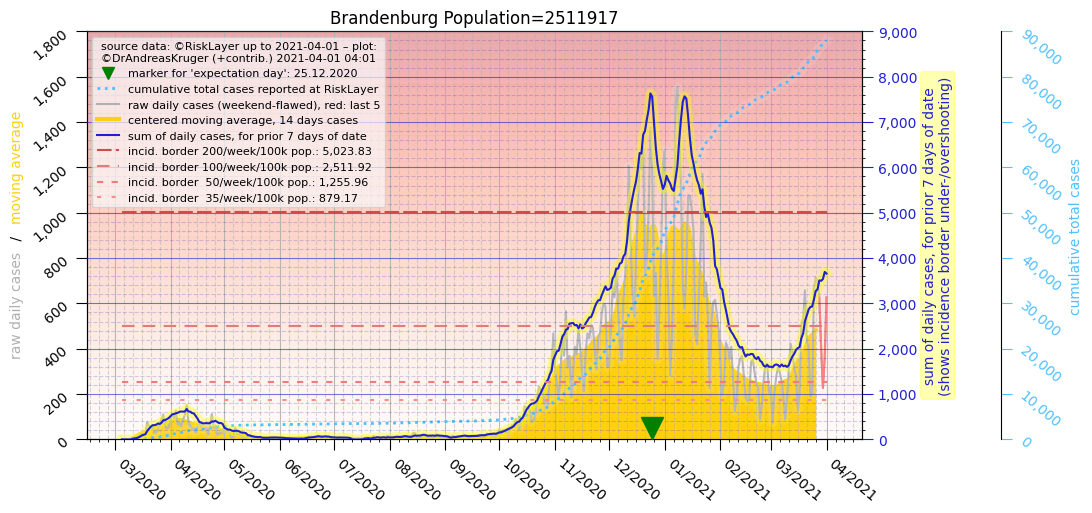 Brandenburg Population=2511917
source data: ©RiskLayer up to 2021-04-01 – plot:
©DrAndreasKruger (+contrib.) 2021-04-01 04:01
marker for 'expectation day': 25.12.2020
cumulative total cases reported at RiskLayer
raw daily cases (weekend-flawed), red: last 5
centered moving average, 14 days cases
sum of daily cases, for prior 7 days of date
incid. border 200/week/100k pop.: 5,023.83
incid. border 100/week/100k pop.: 2,511.92
incid. border 50/week/100k pop.: 1,255.96
incid. border 35/week/100k pop.: 879.17
raw daily cases / moving average
1,800
1,600
1,400
1,200
1,000
800
600
400
200
0
9,000
8,000
7,000
6,000
5,000
4,000
3,000
2,000
1,000
0
sum of daily cases, for prior 7 days of date
(shows incidence border under-/overshooting)
90,000
80,000
70,000
60,000
50,000
40,000
30,000
20,000
10,000
0
cumulative total cases
03/2020
04/2020
05/2020
06/2020
07/2020
08/2020
09/2020
10/2020
11/2020
12/2020
01/2021
02/2021
03/2021
04/2021